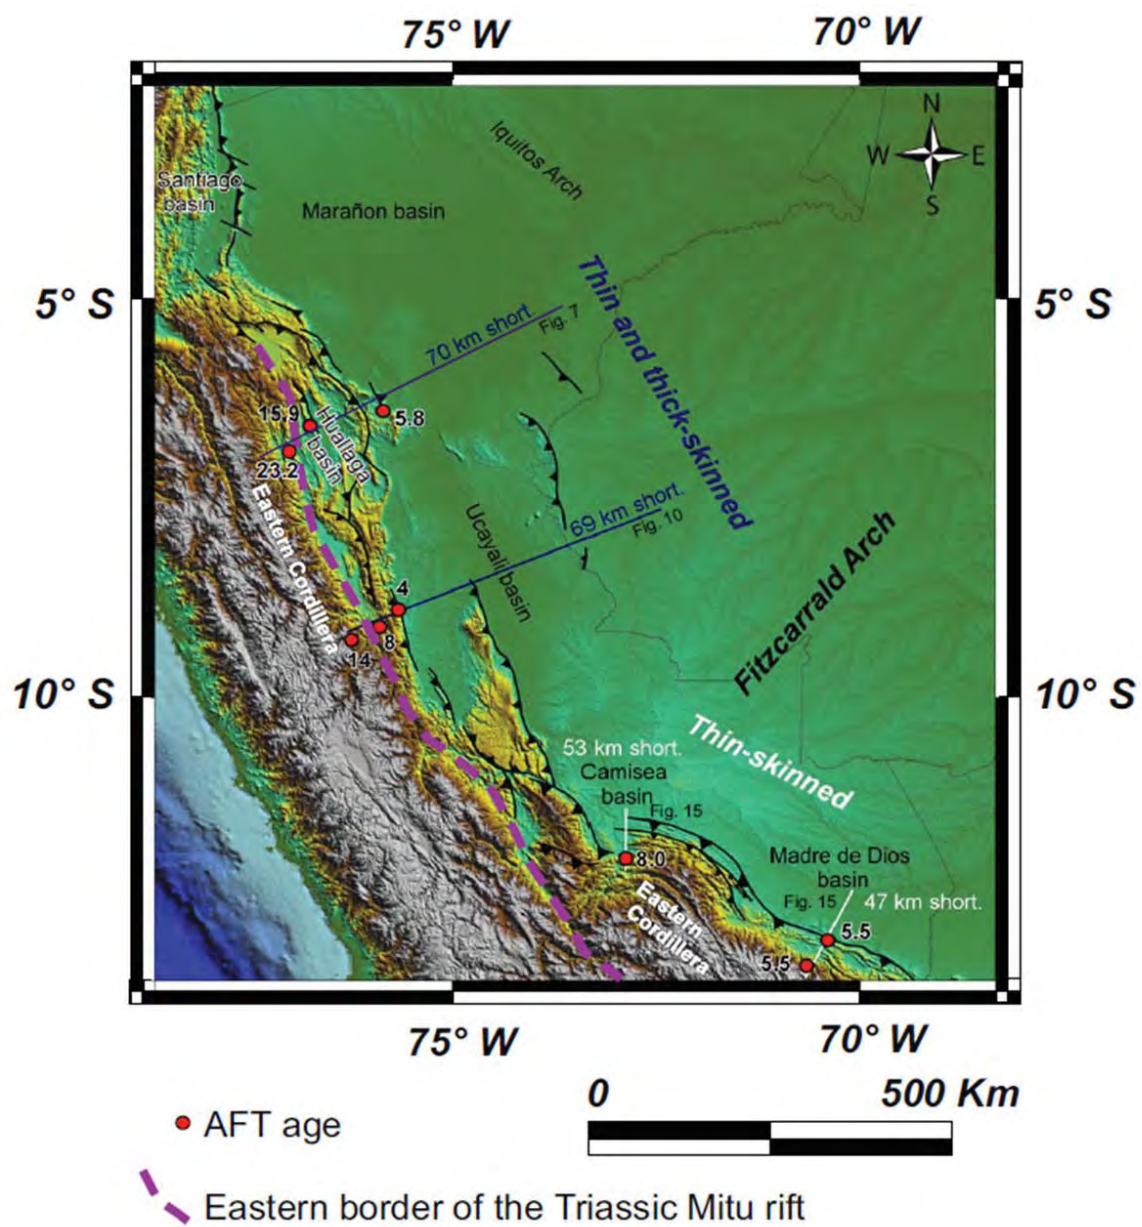 75° W
70° W
N
W
E
S
Iquitos Arch
Santiago
basin
Marañon basin
5° S
5° S
Thin and thick-skinned
70 km short.
Fig. 7
15.9
5.8
Huallaga
basin
23.2
Eastern Cordillera
69 km short.
Fig. 10
Ucayali basin
Fitzcarrald Arch
4
8
14
10° S
10° S
Thin-skinned
53 km short.
Camisea
basin
Fig. 15
8.0
Madre de Dios
basin
Fig. 15
47 km short.
Eastern
Cordillera
5.5
5.5
75° W
70° W
0
500 Km
AFT age
Eastern border of the Triassic Mitu rift